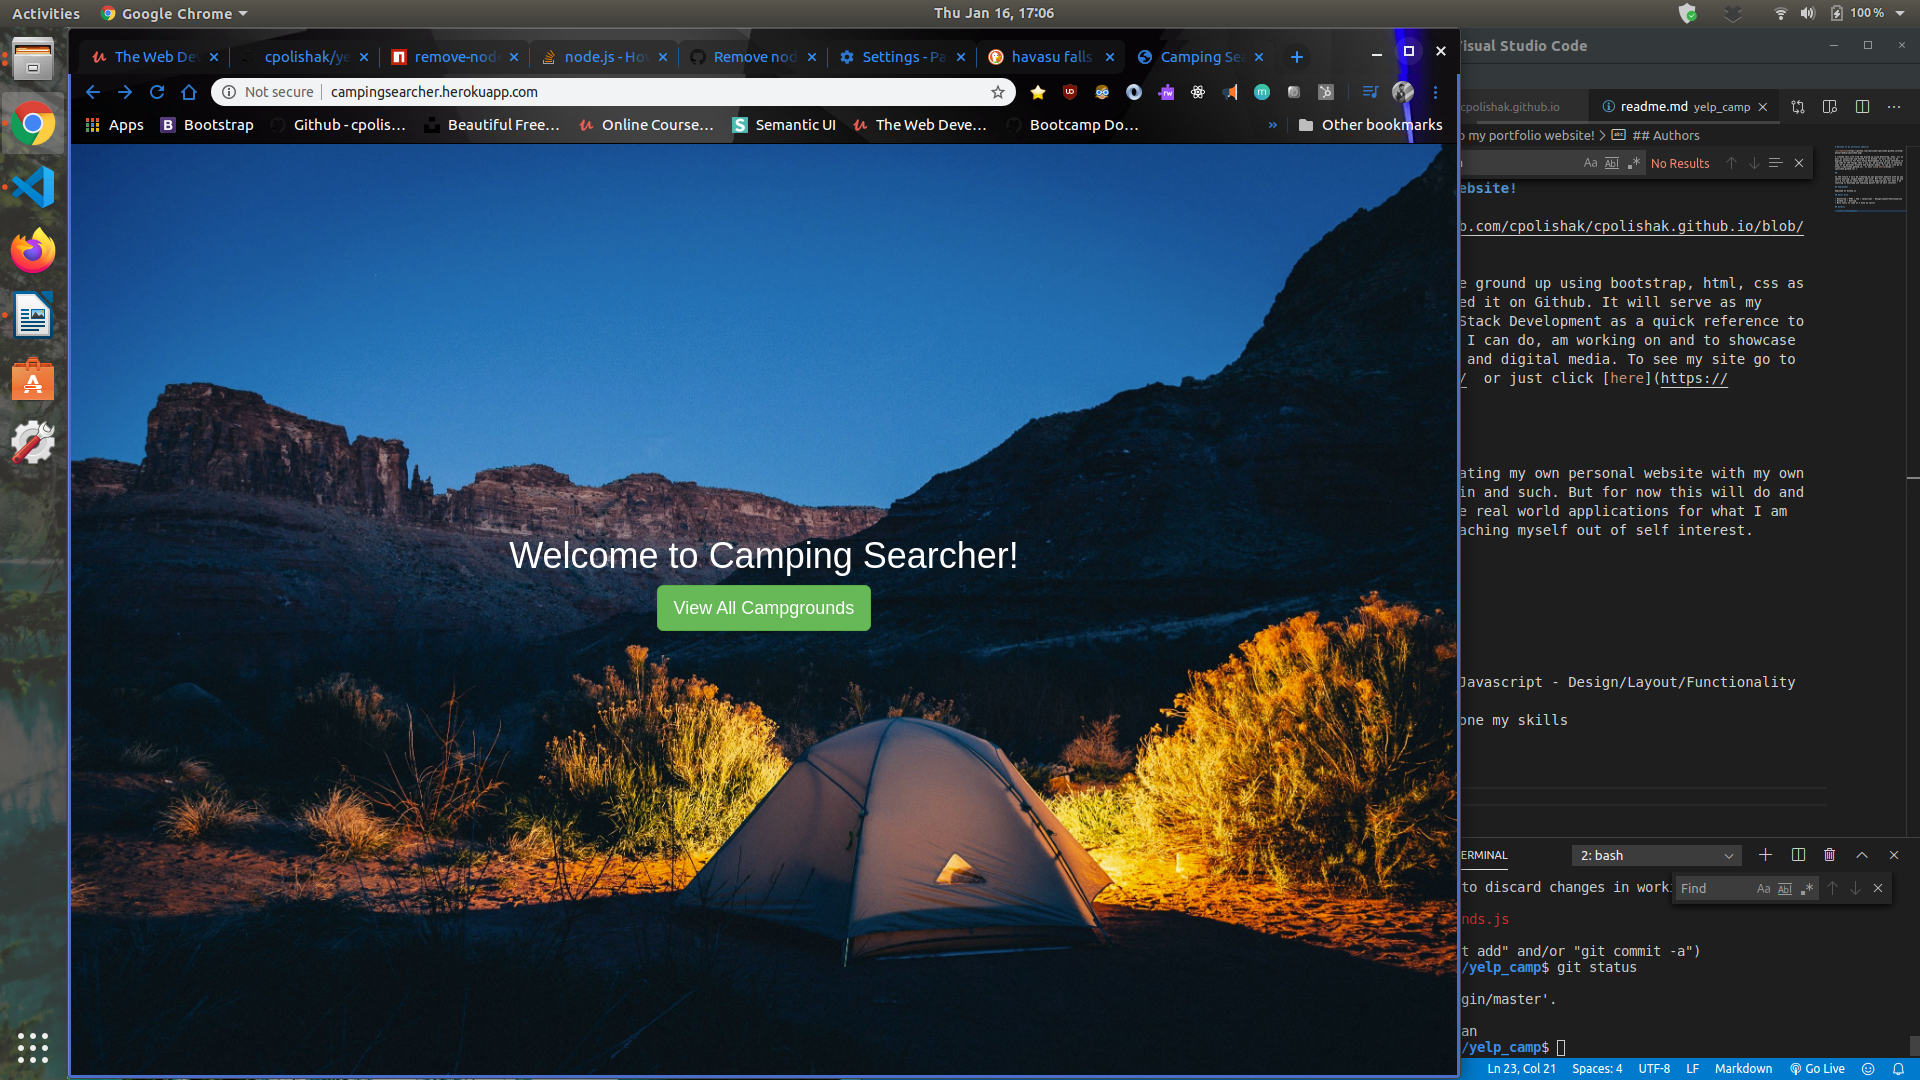 Activities
Google Chrome
Thu Jan 16, 17:06
100%
Visual Studio Code
The Web De
cpolishak/ye
remove-node
node.js - Ho
Remove nod
Settings - Pa
havasu falls
Camping Sea
Not secure
campingsearcher.herokuapp.com
Apps
Bootstrap
Github - cpolis…
Beautiful Free…
Online Course…
Semantic UI
The Web Deve…
Bootcamp Do…
»
Other bookmarks
Welcome to Camping Searcher!
View All Campgrounds
cpolishak.github.io
readme.md yelp_camp
o my portfolio website! > ## Authors
No Results
ebsite!
b.com/cpolishak/cpolishak.github.io/blob/
e ground up using bootstrap, html, css as
ed it on Github. It will serve as my
Stack Development as a quick reference to
I can do, am working on and to showcase
and digital media. To see my site go to
/ or just click [here](https://
ating my own personal website with my own
in and such. But for now this will do and
e real world applications for what I am
aching myself out of self interest.
Javascript - Design/Layout/Functionality
one my skills
ERMINAL
2: bash
to discard changes in worki
Find
nds.js
t add" and/or "git commit -a")
/yelp_camp$ git status
gin/master'.
an
/yelp_camp$
Ln 23, Col 21
Spaces: 4
UTF-8
LF
Markdown
Go Live